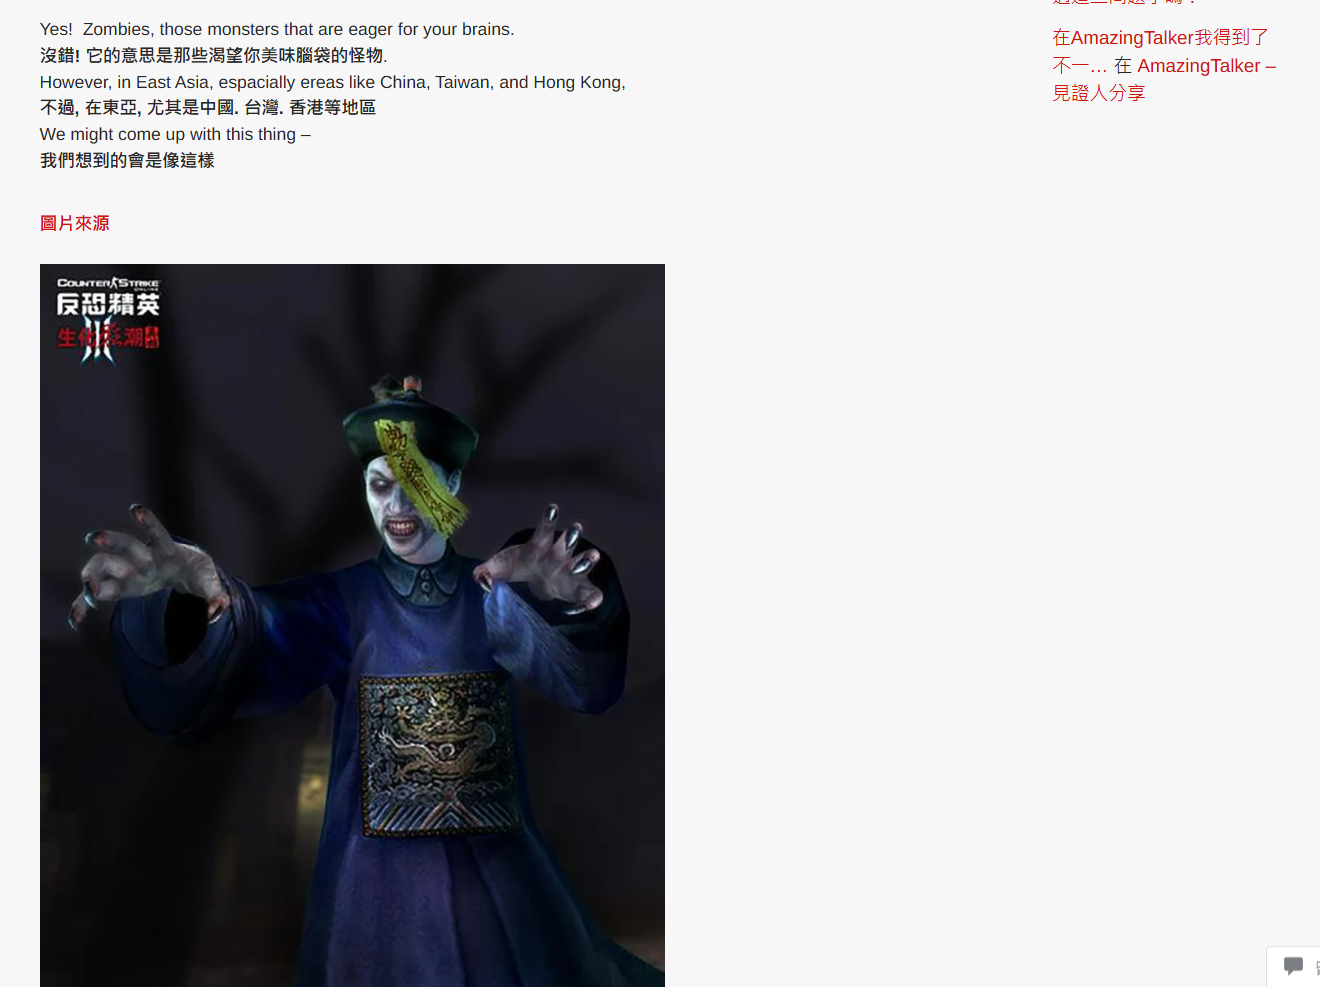 Yes!  Zombies, those monsters that are eager for your brains.
沒錯! 它的意思是那些渴望你美味腦袋的怪物.
However, in East Asia, espacially ereas like China, Taiwan, and Hong Kong,
不過, 在東亞, 尤其是中國. 台灣. 香港等地區
We might come up with this thing –
我們想到的會是像這樣
圖片來源
COUNTER STRIKE
ONLINE
反恐精英
生化 潮
在AmazingTalker我得到了
不一… 在 AmazingTalker –
見證人分享